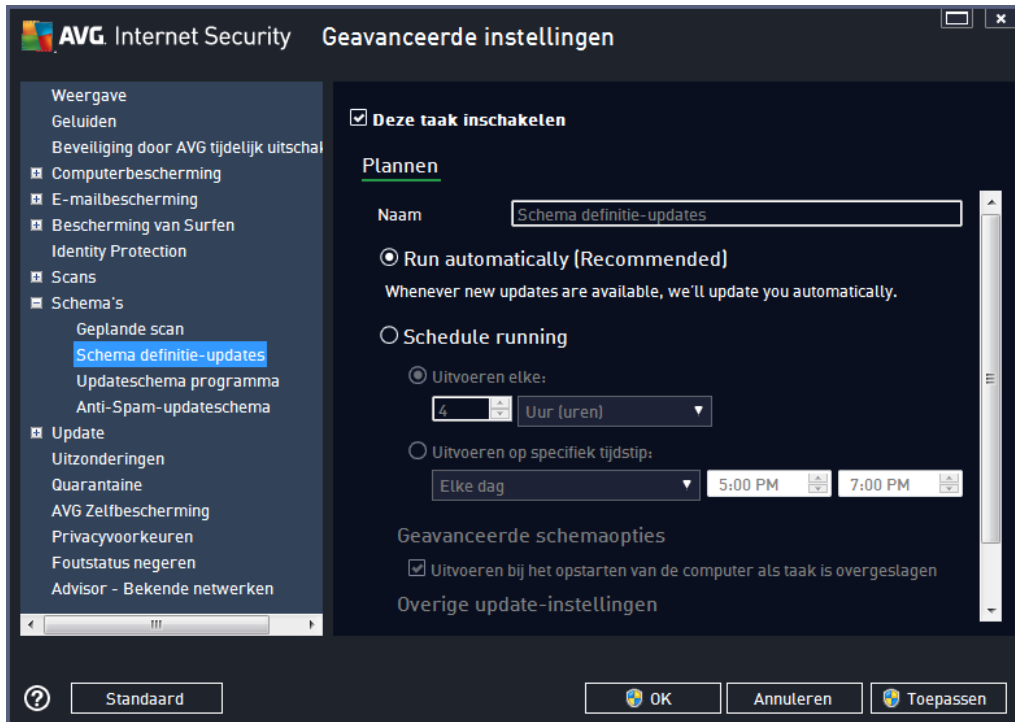 AVG. Internet Security Geavanceerde instellingen
Weergave
Geluiden
Beveiliging door AVG tijdelijk uitschak
Computerbescherming
E-mailbescherming
Bescherming van Surfen
Identity Protection
Scans
Schema's
Geplande scan
Schema definitie-updates
Updateschema programma
Anti-Spam-updateschema
Update
Uitzonderingen
Quarantaine
AVG Zelfbescherming
Privacyvoorkeuren
Foutstatus negeren
Advisor - Bekende netwerken
Deze taak inschakelen
Plannen
Naam Schema definitie-updates
Run automatically (Recommended)
Whenever new updates are available, we'll update you automatically.
Schedule running
Uitvoeren elke:
4 Uur (uren)
Uitvoeren op specifiek tijdstip:
Elke dag 5:00 PM 7:00 PM
Geavanceerde schemaopties
Uitvoeren bij het opstarten van de computer als taak is overgeslagen
Overige update-instellingen
? Standaard OK Annuleren Toepassen